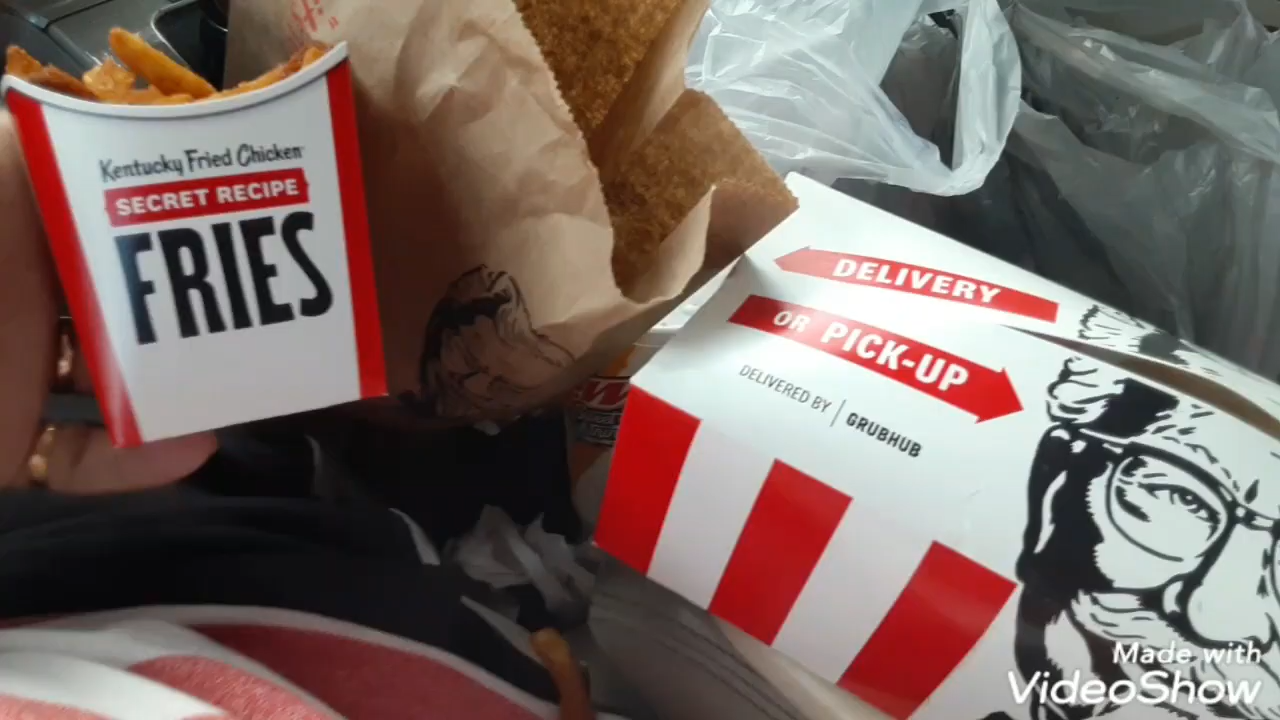 Kentucky Fried Chicken
SECRET RECIPE
FRIES
DELIVERY
OR PICK-UP
DELIVERED BY | GRUBHUB
Made with
VideoShow